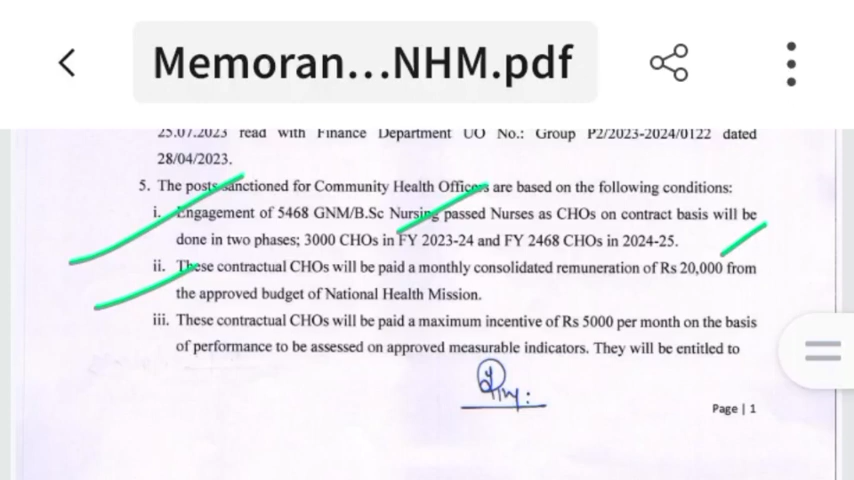 Memoran...NHM.pdf
25.07.2023 read with Finance Department UO No.: Group P2/2023-2024/0122 dated
28/04/2023.
5. The posts sanctioned for Community Health Officers are based on the following conditions:
i. Engagement of 5468 GNM/B.Sc Nursing passed Nurses as CHOs on contract basis will be
done in two phases; 3000 CHOs in FY 2023-24 and FY 2468 CHOs in 2024-25.
ii. These contractual CHOs will be paid a monthly consolidated remuneration of Rs 20,000 from
the approved budget of National Health Mission.
iii. These contractual CHOs will be paid a maximum incentive of Rs 5000 per month on the basis
of performance to be assessed on approved measurable indicators. They will be entitled to
Page | 1